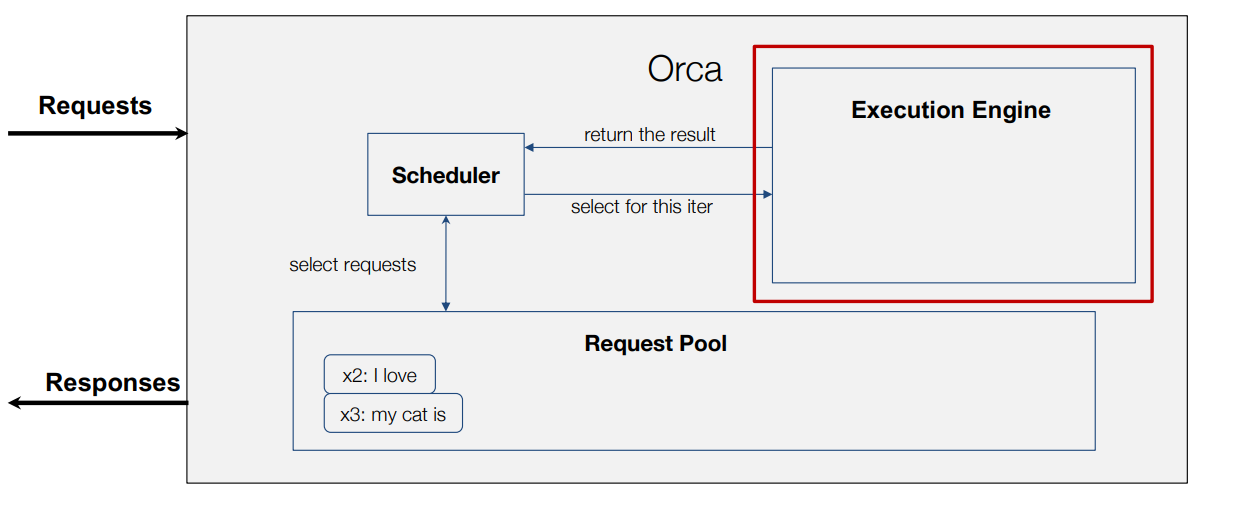 Orca
Requests
Execution Engine
return the result
Scheduler
select for this iter
select requests
Request Pool
x2: I love
Responses
x3: my cat is